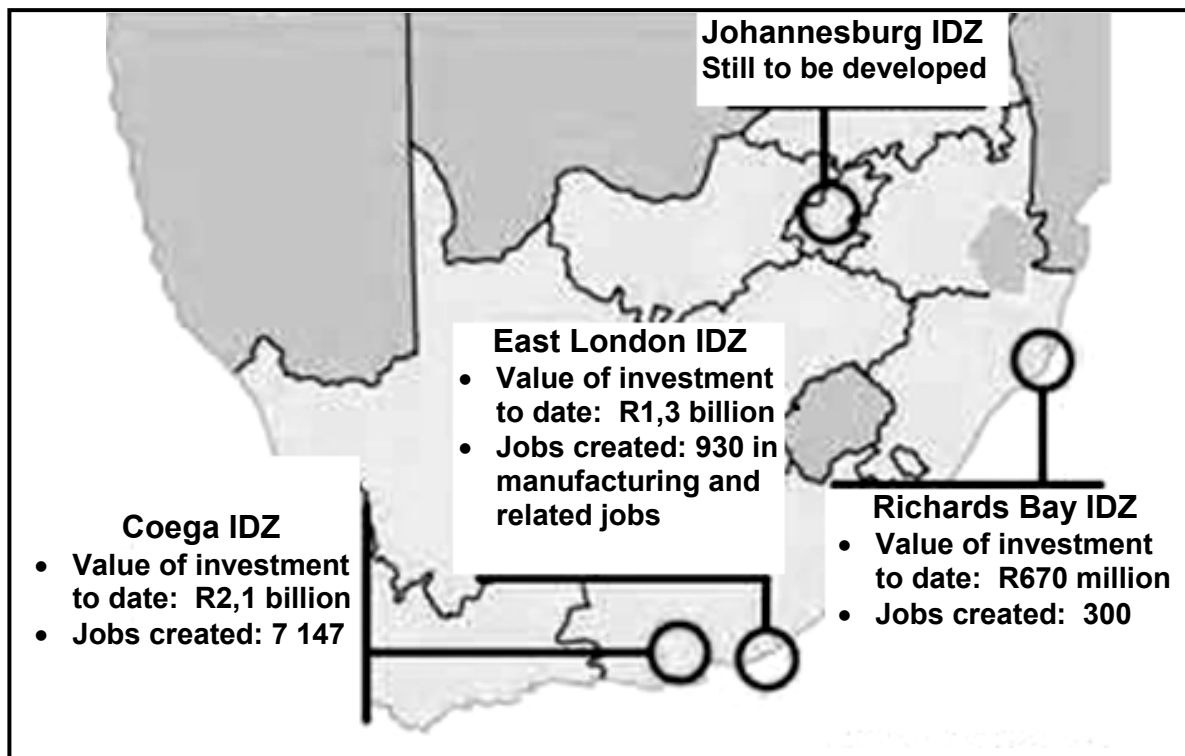 Johannesburg IDZ
Still to be developed
East London IDZ
• Value of investment
to date: R1,3 billion
• Jobs created: 930 in
manufacturing and
related jobs
Coega IDZ
• Value of investment
to date: R2,1 billion
• Jobs created: 7 147
Richards Bay IDZ
• Value of investment
to date: R670 million
• Jobs created: 300